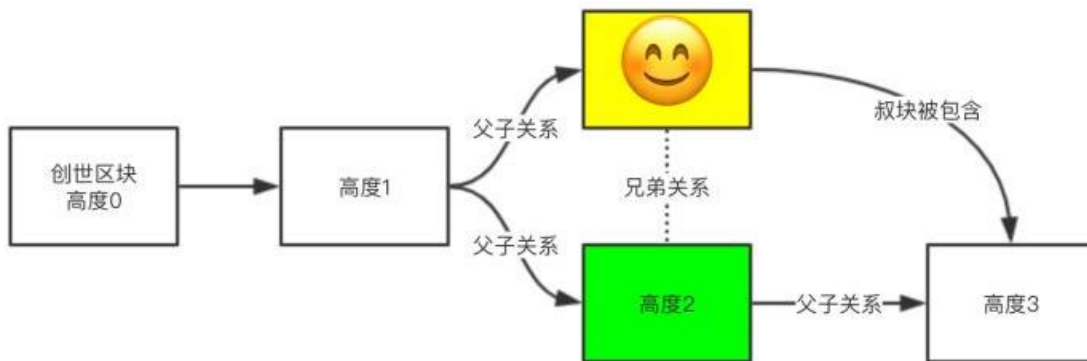 创世区块
高度0
高度1
父子关系
父子关系
兄弟关系
叔块被包含
高度2
父子关系
高度3